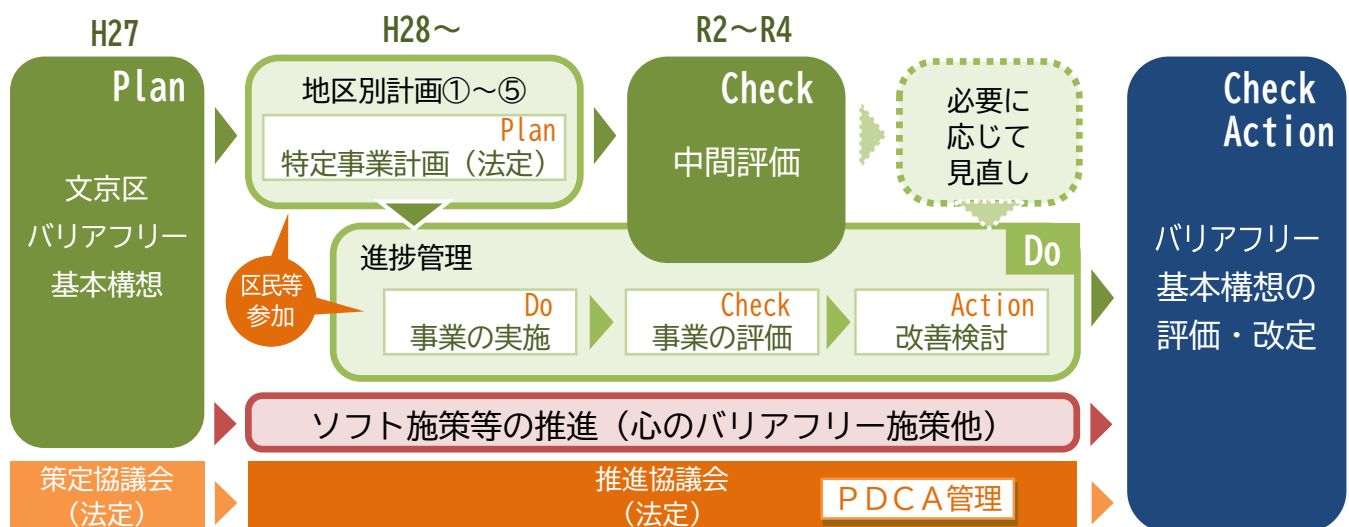 H27
H28～
R2～R4
Plan
文京区
バリアフリー
基本構想
地区別計画①～⑤
Plan
特定事業計画（法定）
Check
中間評価
必要に
応じて
見直し
Check
Action
バリアフリー
基本構想の
評価・改定
区民等
参加
進捗管理
Do
Do
事業の実施
Check
事業の評価
Action
改善検討
ソフト施策等の推進（心のバリアフリー施策他）
策定協議会
（法定）
推進協議会
（法定）
ＰＤＣＡ管理